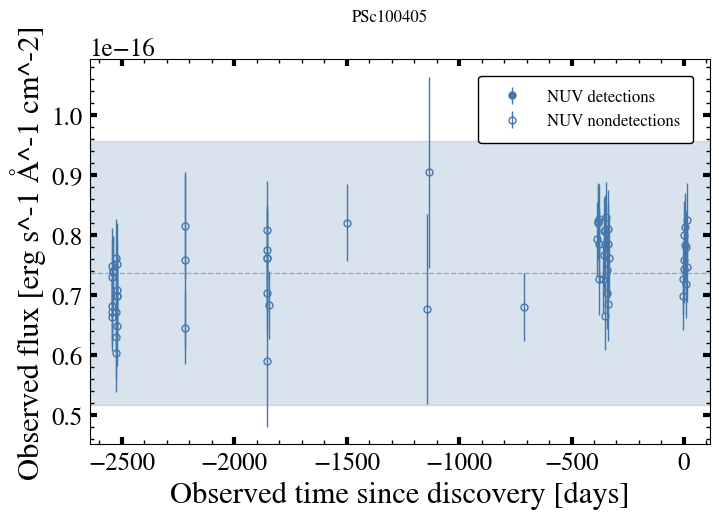 PSc100405
1e−16
Observed flux [erg s^-1 Å^-1 cm^-2]
1.0
0.9
0.8
0.7
0.6
0.5
NUV detections
NUV nondetections
−2500 −2000 −1500 −1000 −500 0
Observed time since discovery [days]